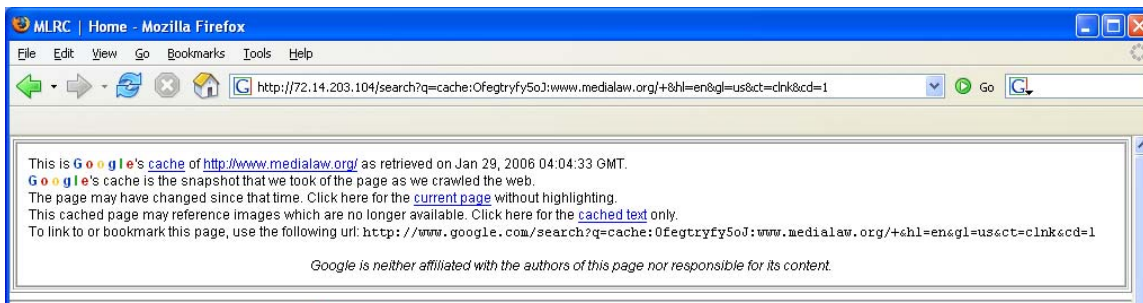 MLRC | Home - Mozilla Firefox
File Edit View Go Bookmarks Tools Help
http://72.14.203.104/search?q=cache:Ofegtryfy5oJ:www.medialaw.org/+&hl=en&gl=us&ct=clnk&cd=1 Go
This is Google's cache of http://www.medialaw.org/ as retrieved on Jan 29, 2006 04:04:33 GMT.
Google's cache is the snapshot that we took of the page as we crawled the web.
The page may have changed since that time. Click here for the current page without highlighting.
This cached page may reference images which are no longer available. Click here for the cached text only.
To link to or bookmark this page, use the following url: http://www.google.com/search?q=cache:Ofegtryfy5oJ:www.medialaw.org/+&hl=en&gl=us&ct=clnk&cd=1
Google is neither affiliated with the authors of this page nor responsible for its content.